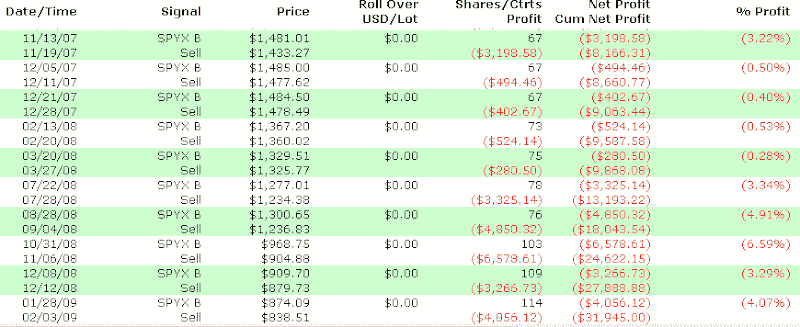 Roll Over Shares/Ctrts Net Profit
Date/Time Signal Price USD/Lot Profit Cum Net Profit % Profit
11/13/07 SPYX B $1,481.01 $0.00 67 ($3,198.58) (3.22%)
11/19/07 Sell $1,433.27 ($3,198.58) ($8,166.31)
12/05/07 SPYX B $1,485.00 $0.00 67 ($494.46) (0.50%)
12/11/07 Sell $1,477.62 ($494.46) ($8,660.77)
12/21/07 SPYX B $1,484.50 $0.00 67 ($402.67) (0.40%)
12/28/07 Sell $1,478.49 ($402.67) ($9,063.44)
02/13/08 SPYX B $1,367.20 $0.00 73 ($524.14) (0.53%)
02/20/08 Sell $1,360.02 ($524.14) ($9,587.58)
03/20/08 SPYX B $1,329.51 $0.00 75 ($280.50) (0.28%)
03/27/08 Sell $1,325.77 ($280.50) ($9,868.08)
07/22/08 SPYX B $1,277.01 $0.00 78 ($3,325.14) (3.34%)
07/28/08 Sell $1,234.38 ($3,325.14) ($13,193.22)
08/28/08 SPYX B $1,300.65 $0.00 76 ($4,850.32) (4.91%)
09/04/08 Sell $1,236.83 ($4,850.32) ($18,043.54)
10/31/08 SPYX B $968.75 $0.00 103 ($6,578.61) (6.59%)
11/06/08 Sell $904.88 ($6,578.61) ($24,622.15)
12/08/08 SPYX B $909.70 $0.00 109 ($3,266.73) (3.29%)
12/12/08 Sell $879.73 ($3,266.73) ($27,888.88)
01/28/09 SPYX B $874.09 $0.00 114 ($4,056.12) (4.07%)
02/03/09 Sell $838.51 ($4,056.12) ($31,945.00)